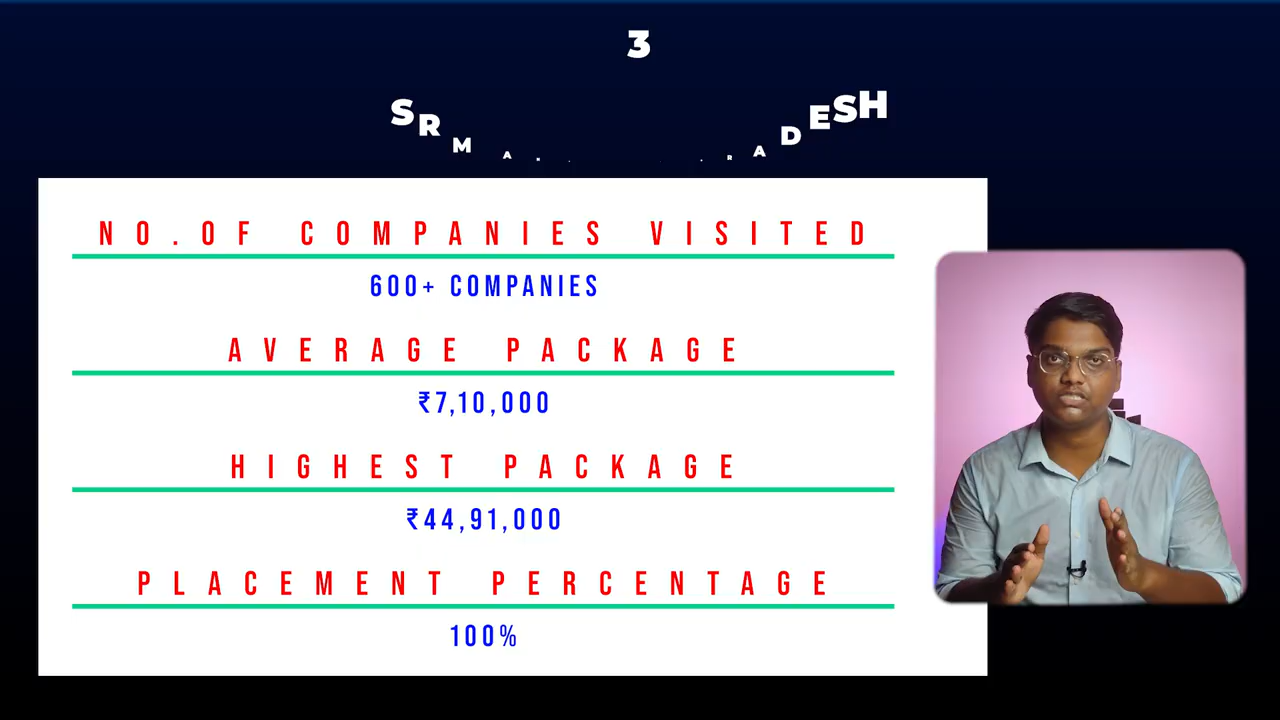 3
SRM A DESH
NO.OF COMPANIES VISITED
600+ COMPANIES
AVERAGE PACKAGE
₹7,10,000
HIGHEST PACKAGE
₹44,91,000
PLACEMENT PERCENTAGE
100%